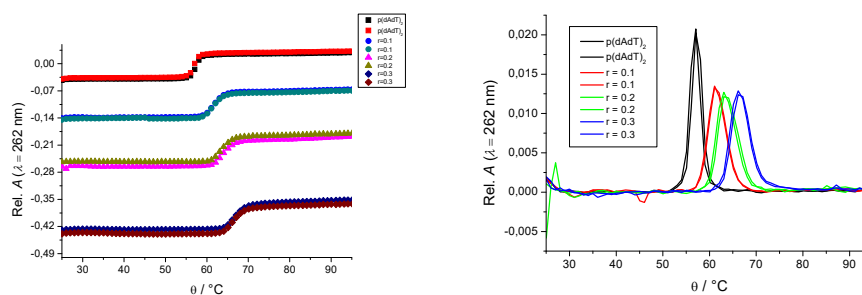 p(dAdT)2
p(dAdT)2
r=0.1
r=0.1
r=0.2
r=0.2
r=0.3
r=0.3
0,00
-0,07
-0,14
-0,21
-0,28
-0,35
-0,42
-0,49
Rel. A (λ = 262 nm)
30 40 50 60 70 80 90
θ / °C
p(dAdT)₂
p(dAdT)₂
r = 0.1
r = 0.1
r = 0.2
r = 0.2
r = 0.3
r = 0.3
0,020
0,015
0,010
0,005
0,000
-0,005
Rel. A (λ = 262 nm)
30 40 50 60 70 80 90
θ / °C